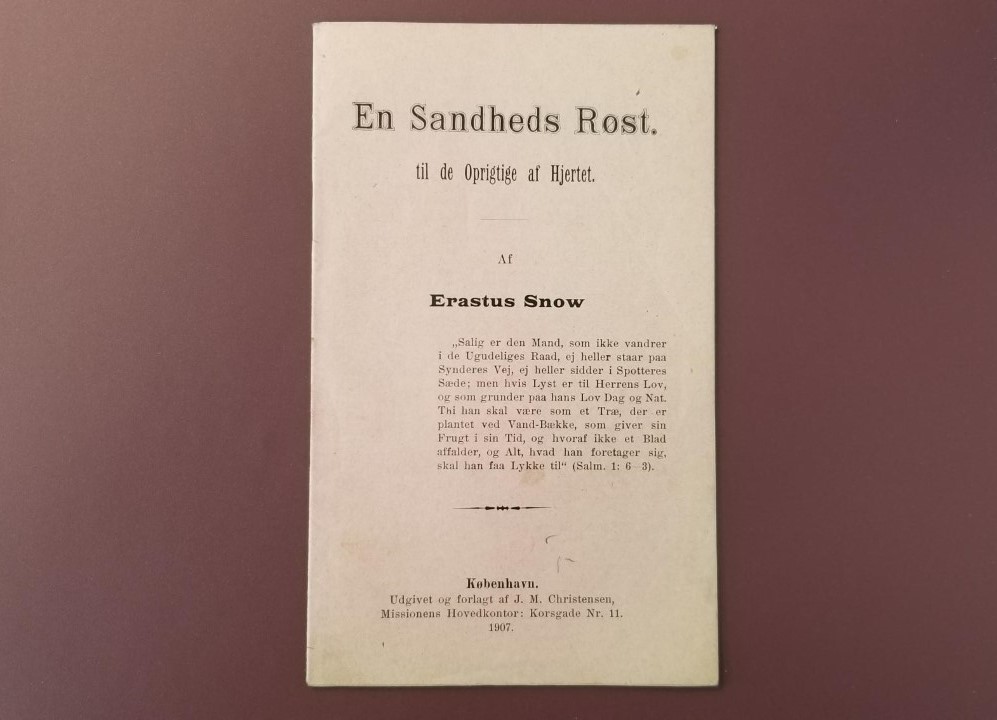 En Sandheds Røst.
til de Oprigtige af Hjertet.
Af
Erastus Snow
„Salig er den Mand, som ikke vandrer
i de Ugudeliges Raad, ej heller staar paa
Synderes Vej, ej heller sidder i Spotteres
Sæde; men hvis Lyst er til Herrens Lov,
og som grunder paa hans Lov Dag og Nat.
Thi han skal være som et Træ, der er
plantet ved Vand-Bække, som giver sin
Frugt i sin Tid, og hvoraf ikke et Blad
affalder, og Alt, hvad han foretager sig,
skal han faa Lykke til“ (Salm. 1: 6—3).
København.
Udgivet og forlagt af J. M. Christensen,
Missionens Hovedkontor: Korsgade Nr. 11.
1907.